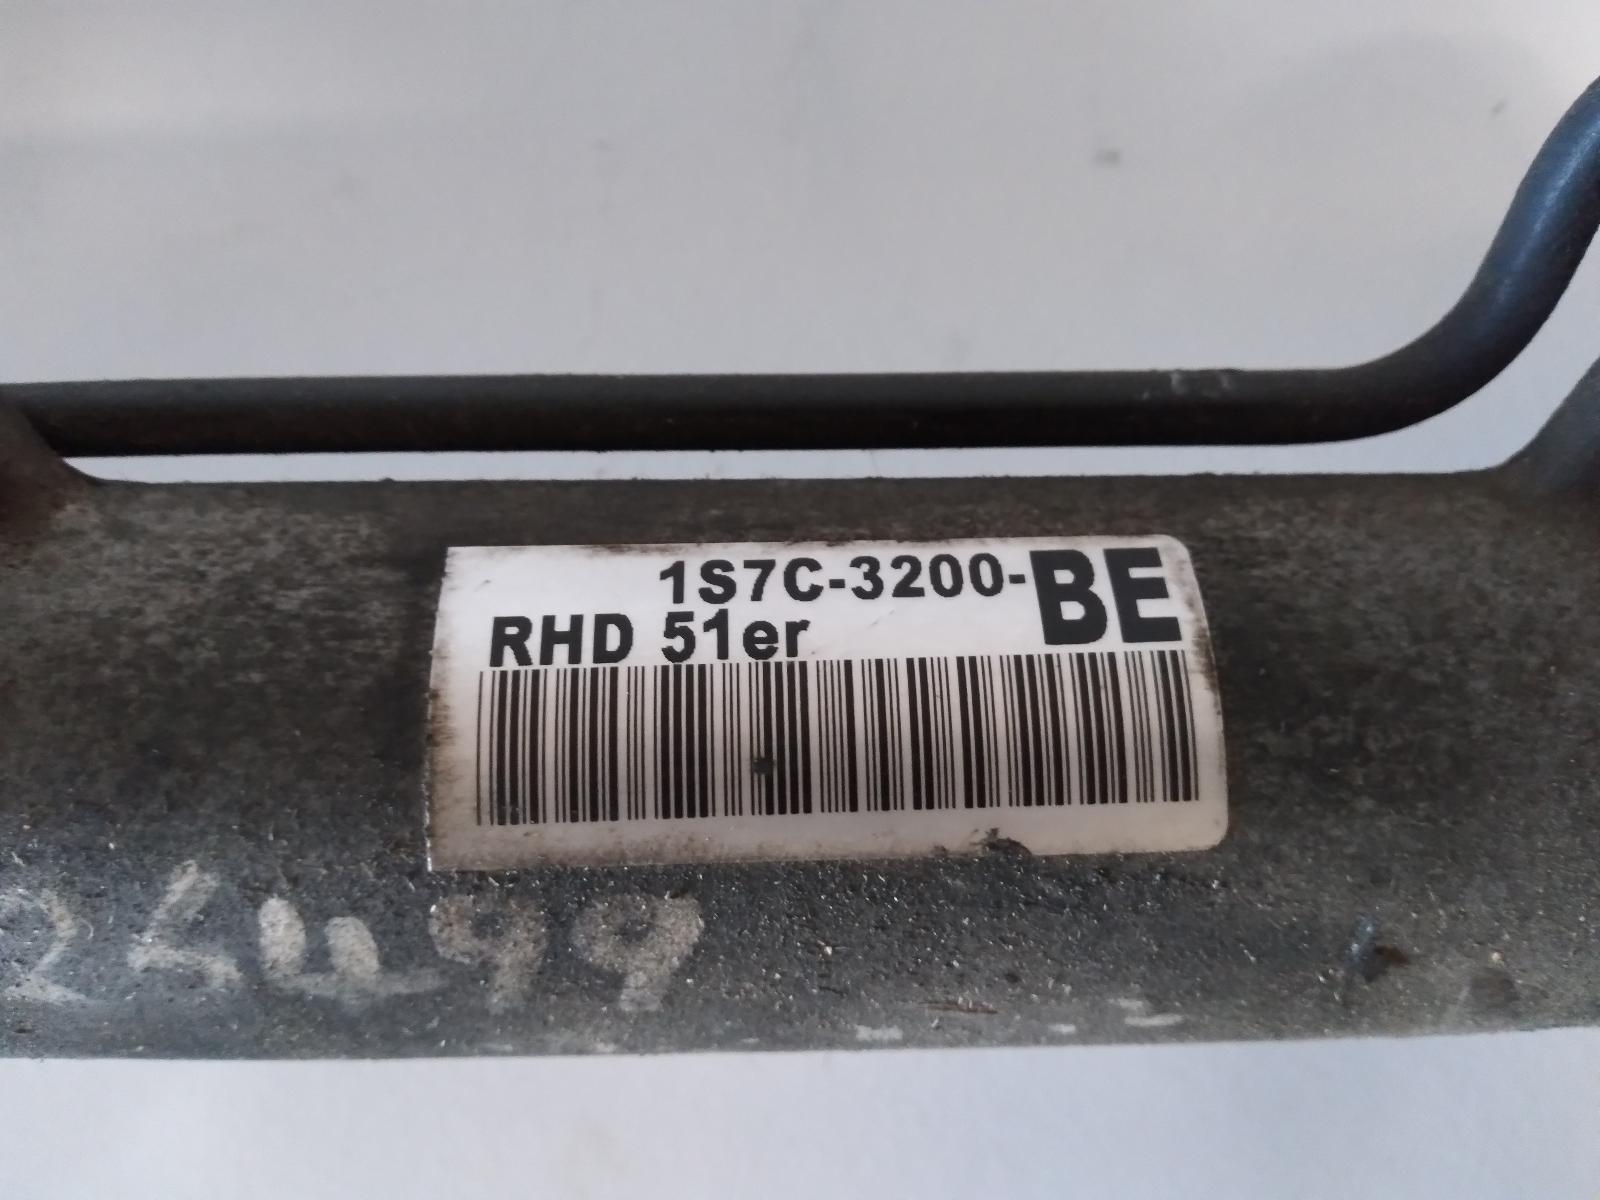 1S7C-3200-BE
RHD 51er